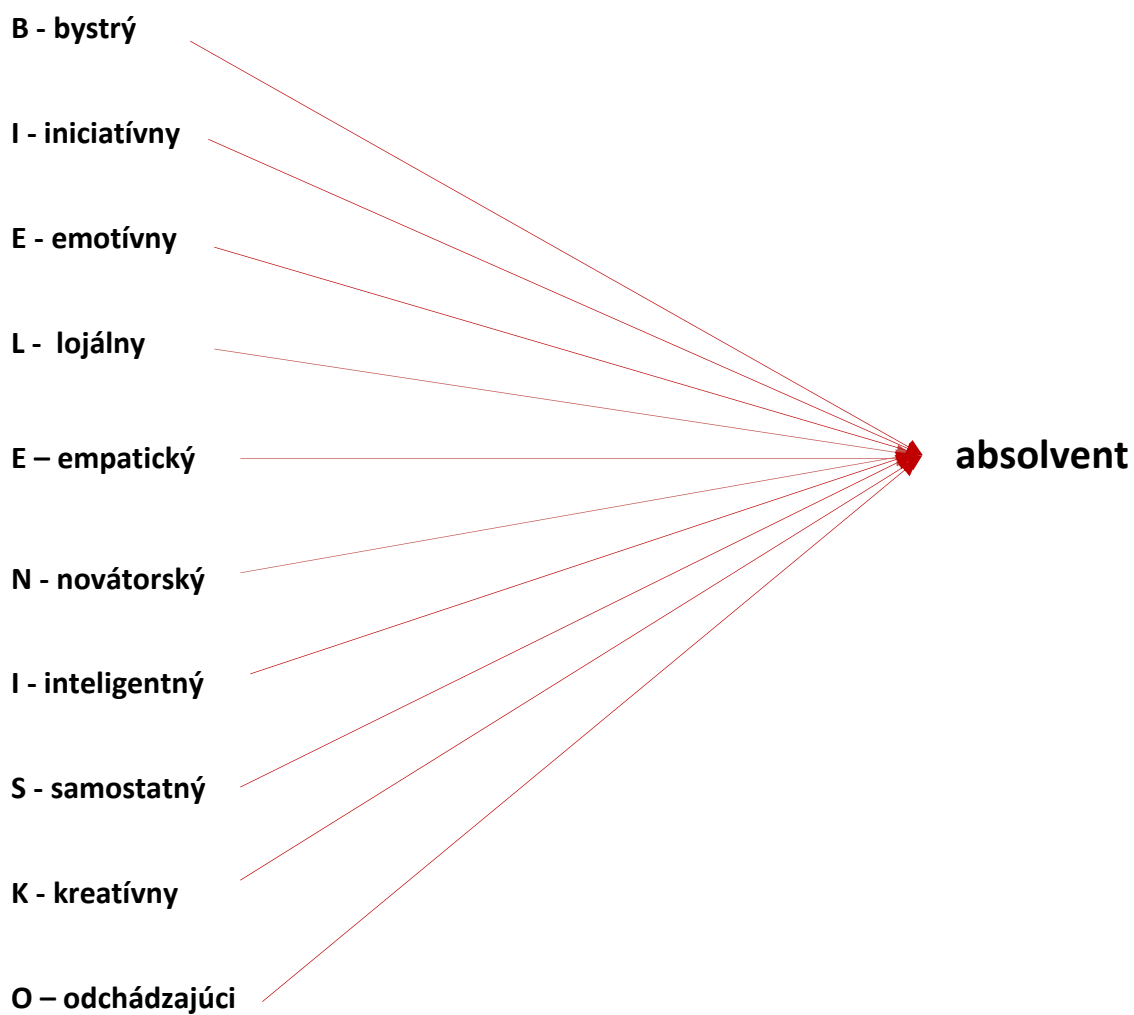 B - bystrý
I - iniciatívny
E - emotívny
L -  lojálny
E – empatický
absolvent
N - novátorský
I - inteligentný
S - samostatný
K - kreatívny
O – odchádzajúci